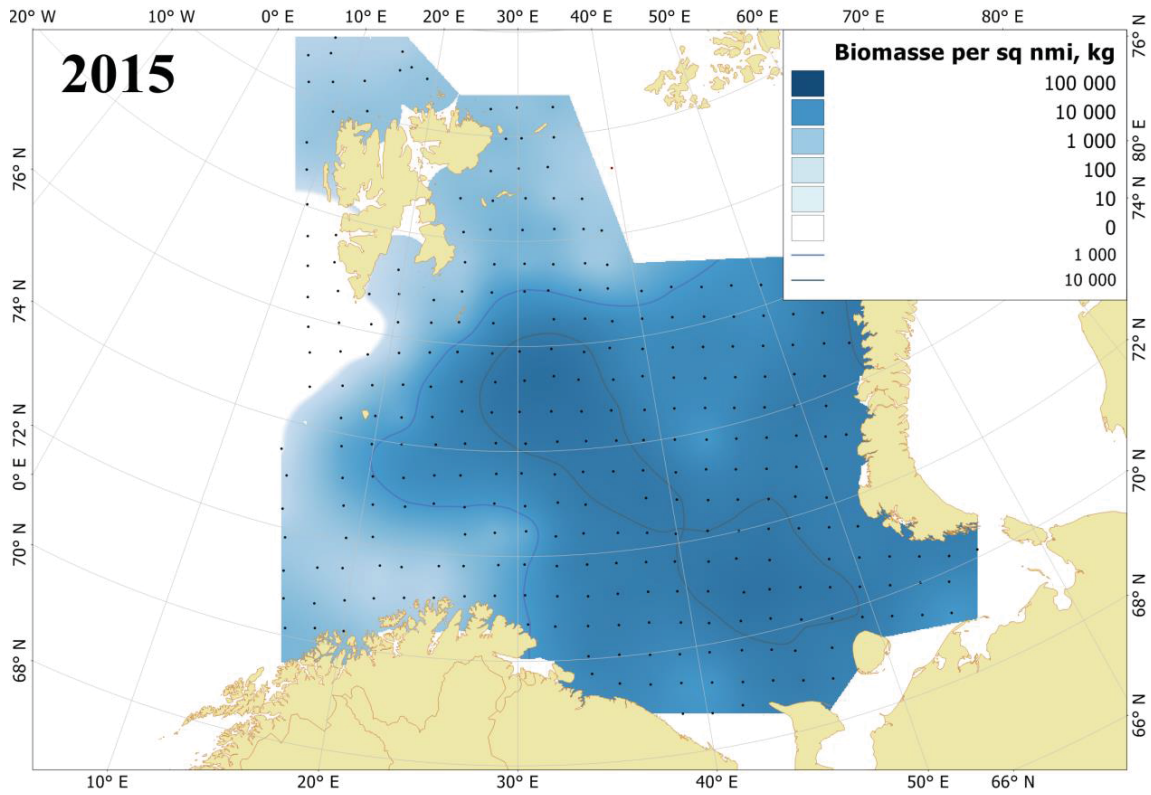 20° W 10° W 0° E 10° E 20° E 30° E 40° E 50° E 60° E 70° E 80° E
2015
Biomasse per sq nmi, kg
100 000
10 000
1 000
100
10
0
1 000
10 000
76° N
74° N
72° N
0° E
70° N
68° N
76° N
80° E
74° N
72° N
70° N
68° N
66° N
10° E 20° E 30° E 40° E 50° E 66° N